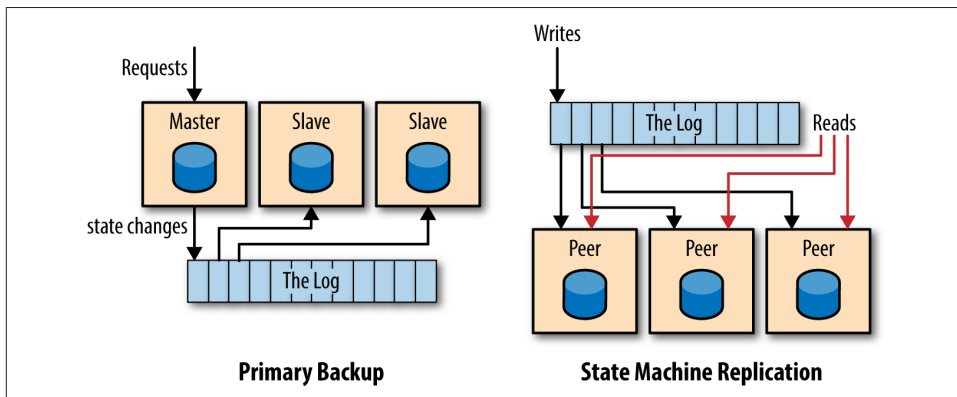 Requests
Master
Slave
Slave
state changes
The Log
Primary Backup
Writes
The Log
Reads
Peer
Peer
Peer
State Machine Replication